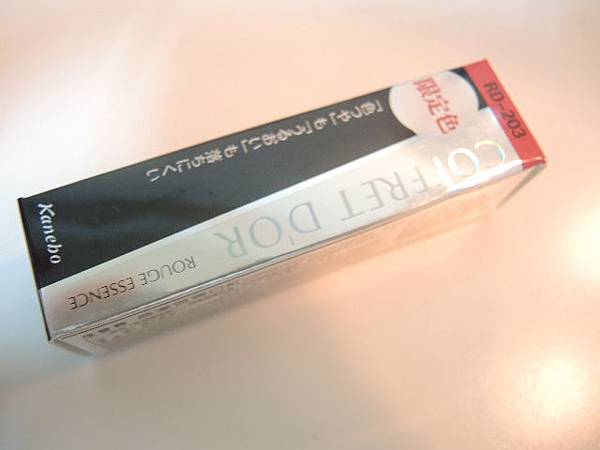 RD-203
限定色
「色つや」も「うるおい」も落ちにくい
COFFRET D'OR
ROUGE ESSENCE
Kanebo